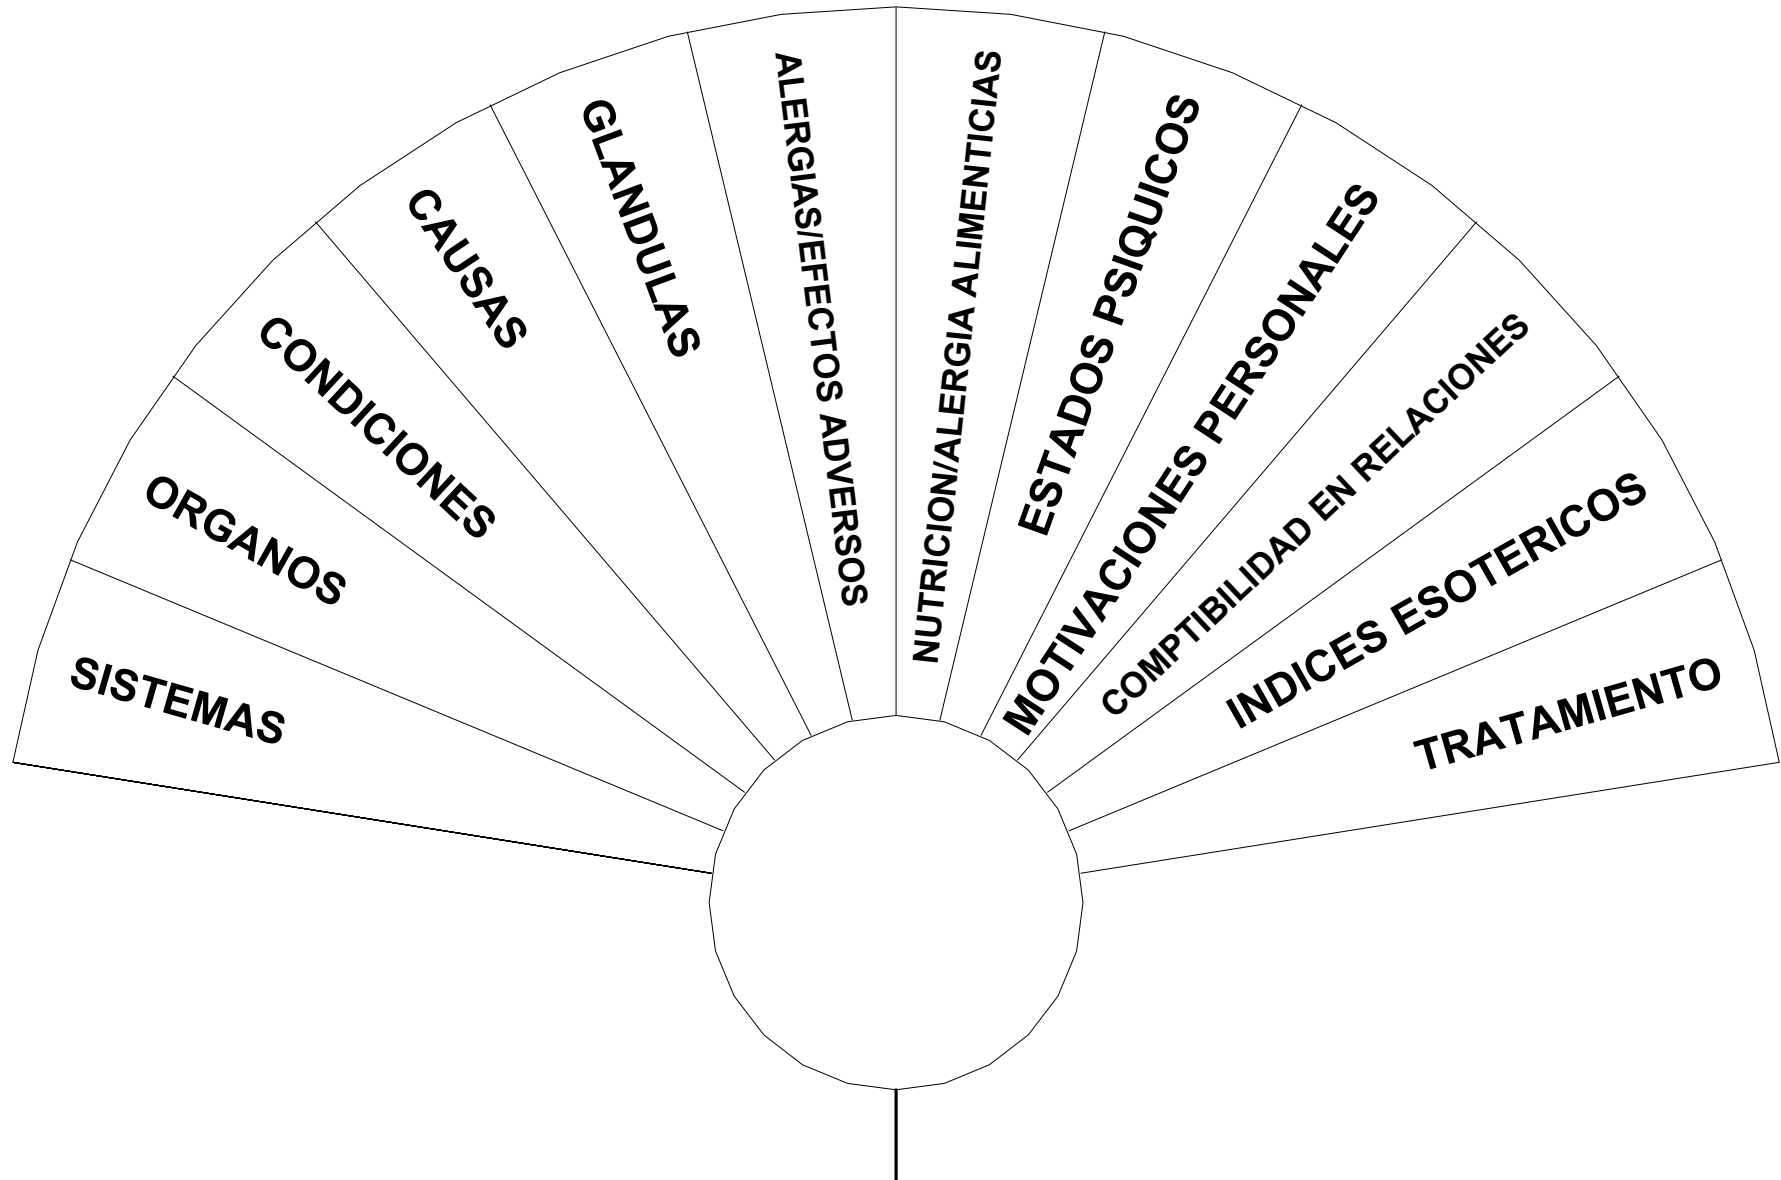 SISTEMAS
ORGANOS
CONDICIONES
CAUSAS
GLANDULAS
ALERGIAS/EFECTOS ADVERSOS
NUTRICION/ALERGIA ALIMENTICIAS
ESTADOS PSIQUICOS
MOTIVACIONES PERSONALES
COMPTIBILIDAD EN RELACIONES
INDICES ESOTERICOS
TRATAMIENTO